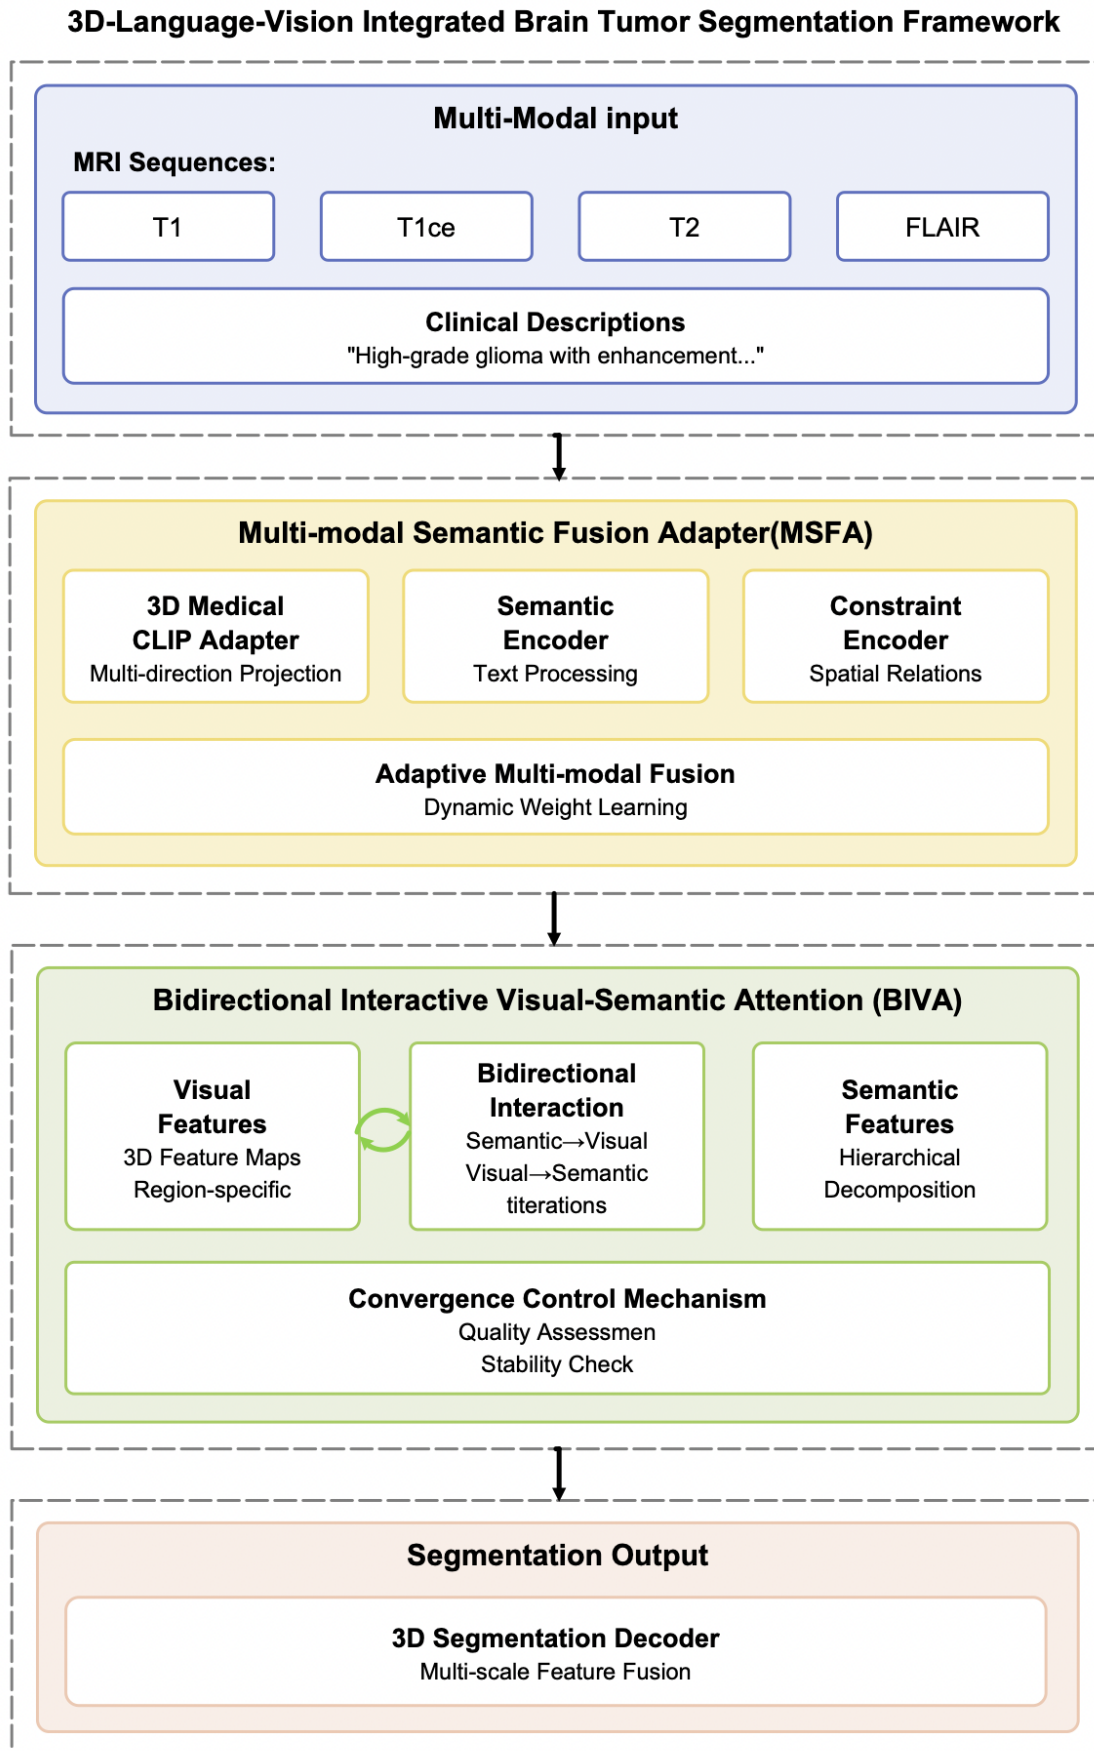 3D-Language-Vision Integrated Brain Tumor Segmentation Framework
Multi-Modal input
MRI Sequences:
T1
T1ce
T2
FLAIR
Clinical Descriptions
"High-grade glioma with enhancement..."
Multi-modal Semantic Fusion Adapter(MSFA)
3D Medical
CLIP Adapter
Multi-direction Projection
Semantic
Encoder
Text Processing
Constraint
Encoder
Spatial Relations
Adaptive Multi-modal Fusion
Dynamic Weight Learning
Bidirectional Interactive Visual-Semantic Attention (BIVA)
Visual
Features
3D Feature Maps
Region-specific
Bidirectional
Interaction
Semantic→Visual
Visual→Semantic
titerations
Semantic
Features
Hierarchical
Decomposition
Convergence Control Mechanism
Quality Assessmen
Stability Check
Segmentation Output
3D Segmentation Decoder
Multi-scale Feature Fusion